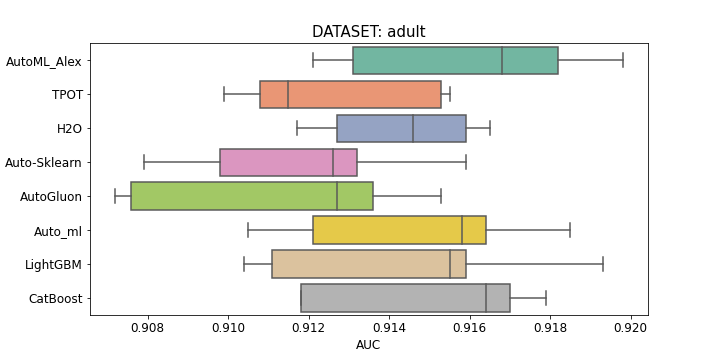 DATASET: adult
AutoML_Alex
TPOT
H2O
Auto-Sklearn
AutoGluon
Auto_ml
LightGBM
CatBoost
0.908 0.910 0.912 0.914 0.916 0.918 0.920
AUC